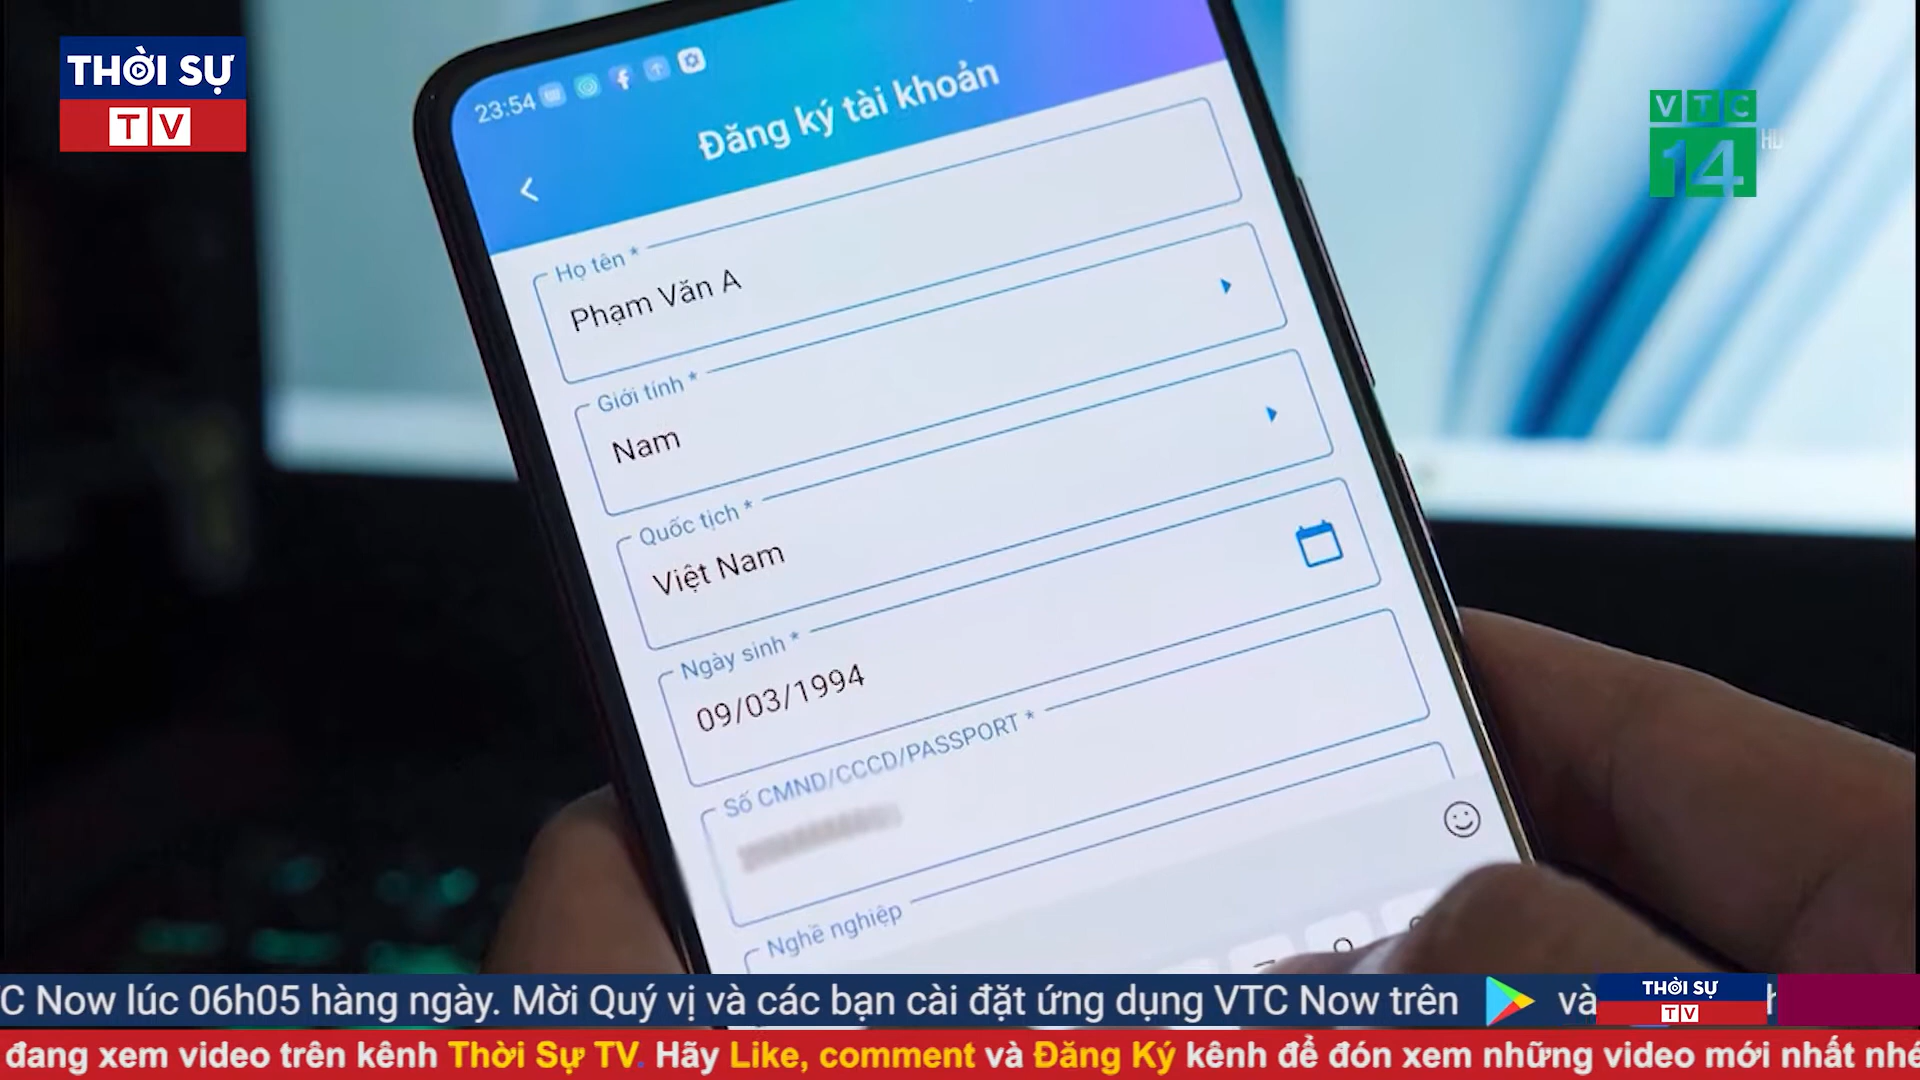 THỜI SỰ
TV
VTC
14
HD
23:54
Đăng ký tài khoản
Họ tên *
Phạm Văn A
Giới tính *
Nam
Quốc tịch *
Việt Nam
Ngày sinh *
09/03/1994
Số CMND/CCCD/PASSPORT *
Nghề nghiệp
C Now lúc 06h05 hàng ngày. Mời Quý vị và các bạn cài đặt ứng dụng VTC Now trên và
THỜI SỰ
TV
đang xem video trên kênh Thời Sự TV. Hãy Like, comment và Đăng Ký kênh để đón xem những video mới nhất nhé